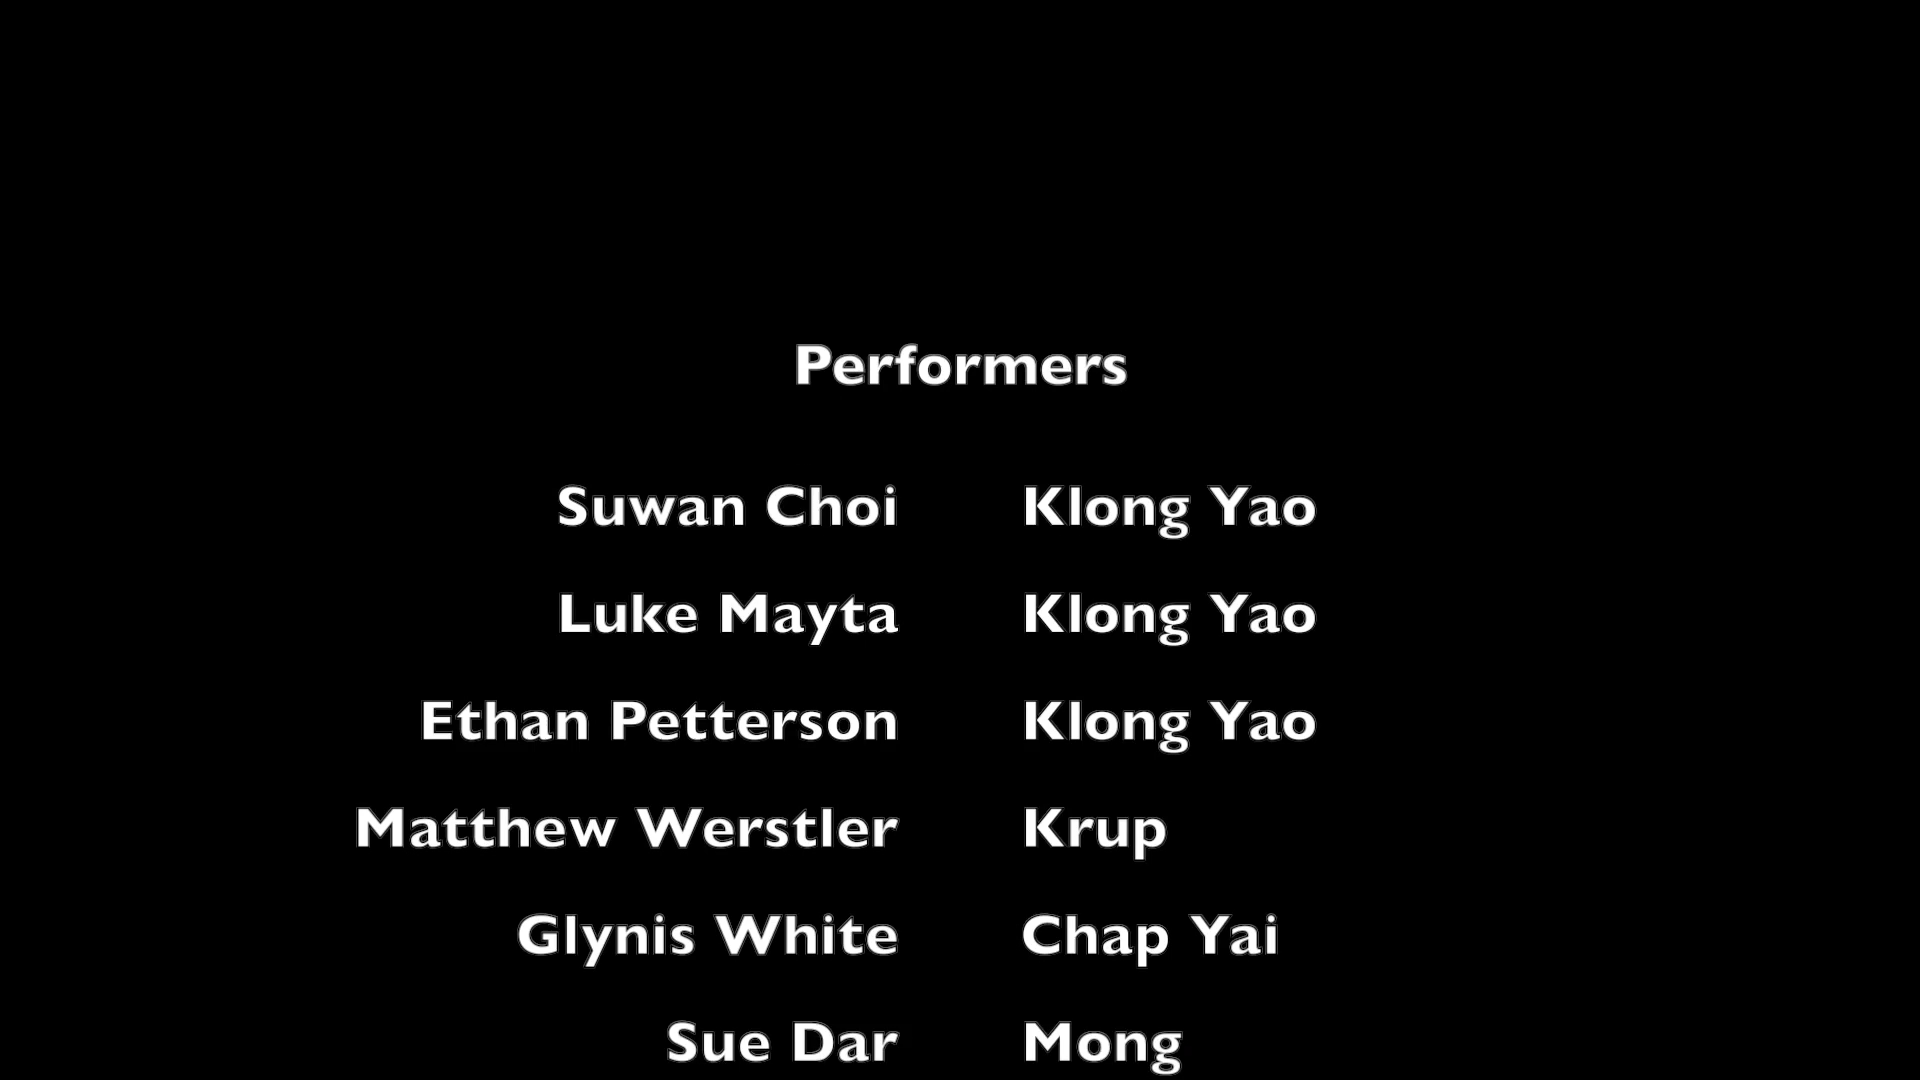 Performers
Suwan Choi Klong Yao
Luke Mayta Klong Yao
Ethan Petterson Klong Yao
Matthew Werstler Krup
Glynis White Chap Yai
Sue Dar Mong